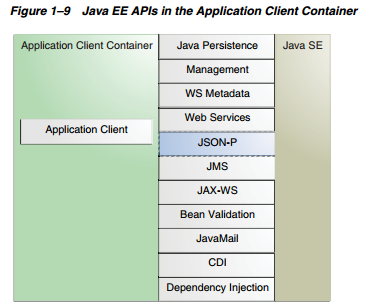 Figure 1–9 Java EE APIs in the Application Client Container
Application Client Container
Application Client
Java Persistence
Management
WS Metadata
Web Services
JSON-P
JMS
JAX-WS
Bean Validation
JavaMail
CDI
Dependency Injection
Java SE